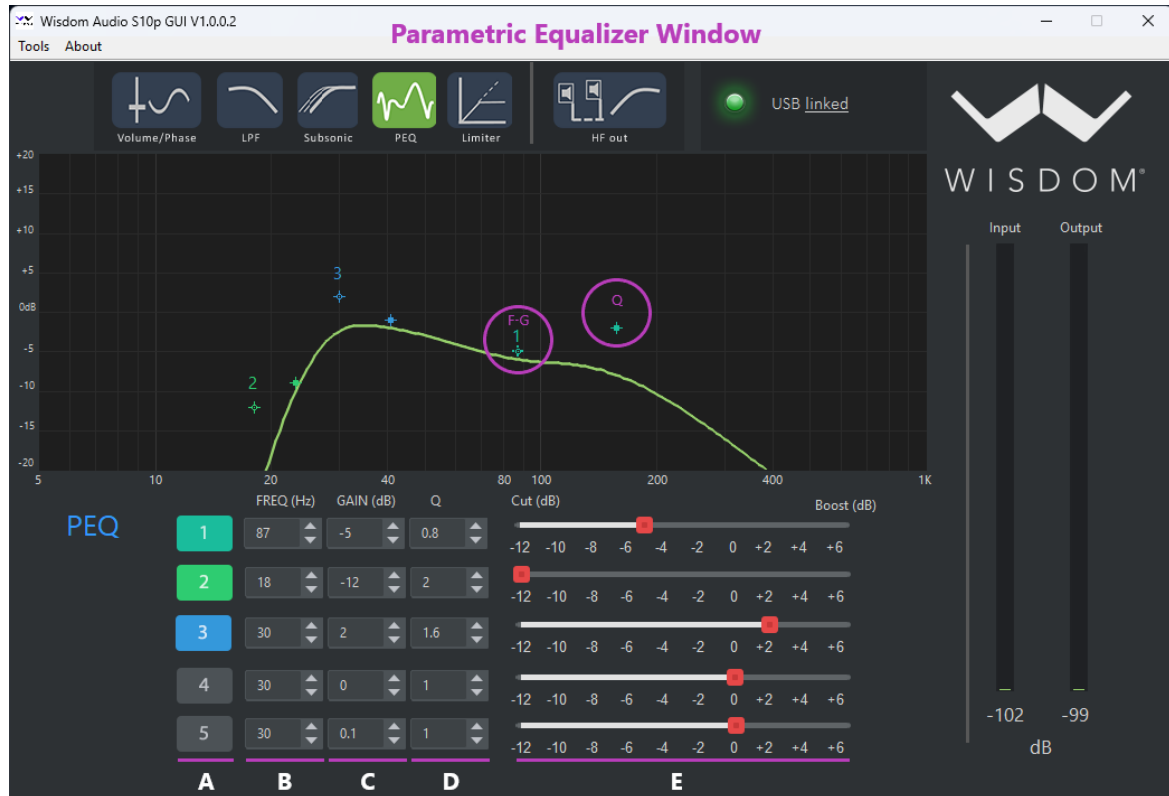 Wisdom Audio S10p GUI V1.0.0.2
Parametric Equalizer Window
Tools About
USB linked
Volume/Phase LPF Subsonic PEQ Limiter HF out
WISDOM®
Input Output
+20
+15
+10
+5
0dB
-5
-10
-15
-20
3
Q
F-G
1
2
5 10 20 40 80 100 200 400 1K
FREQ (Hz) GAIN (dB) Q Cut (dB) Boost (dB)
PEQ
1 87 -5 0.8
-12 -10 -8 -6 -4 -2 0 +2 +4 +6
2 18 -12 2
-12 -10 -8 -6 -4 -2 0 +2 +4 +6
3 30 2 1.6
-12 -10 -8 -6 -4 -2 0 +2 +4 +6
4 30 0 1
-12 -10 -8 -6 -4 -2 0 +2 +4 +6
5 30 0.1 1
-12 -10 -8 -6 -4 -2 0 +2 +4 +6
-102 -99
dB
A B C D E